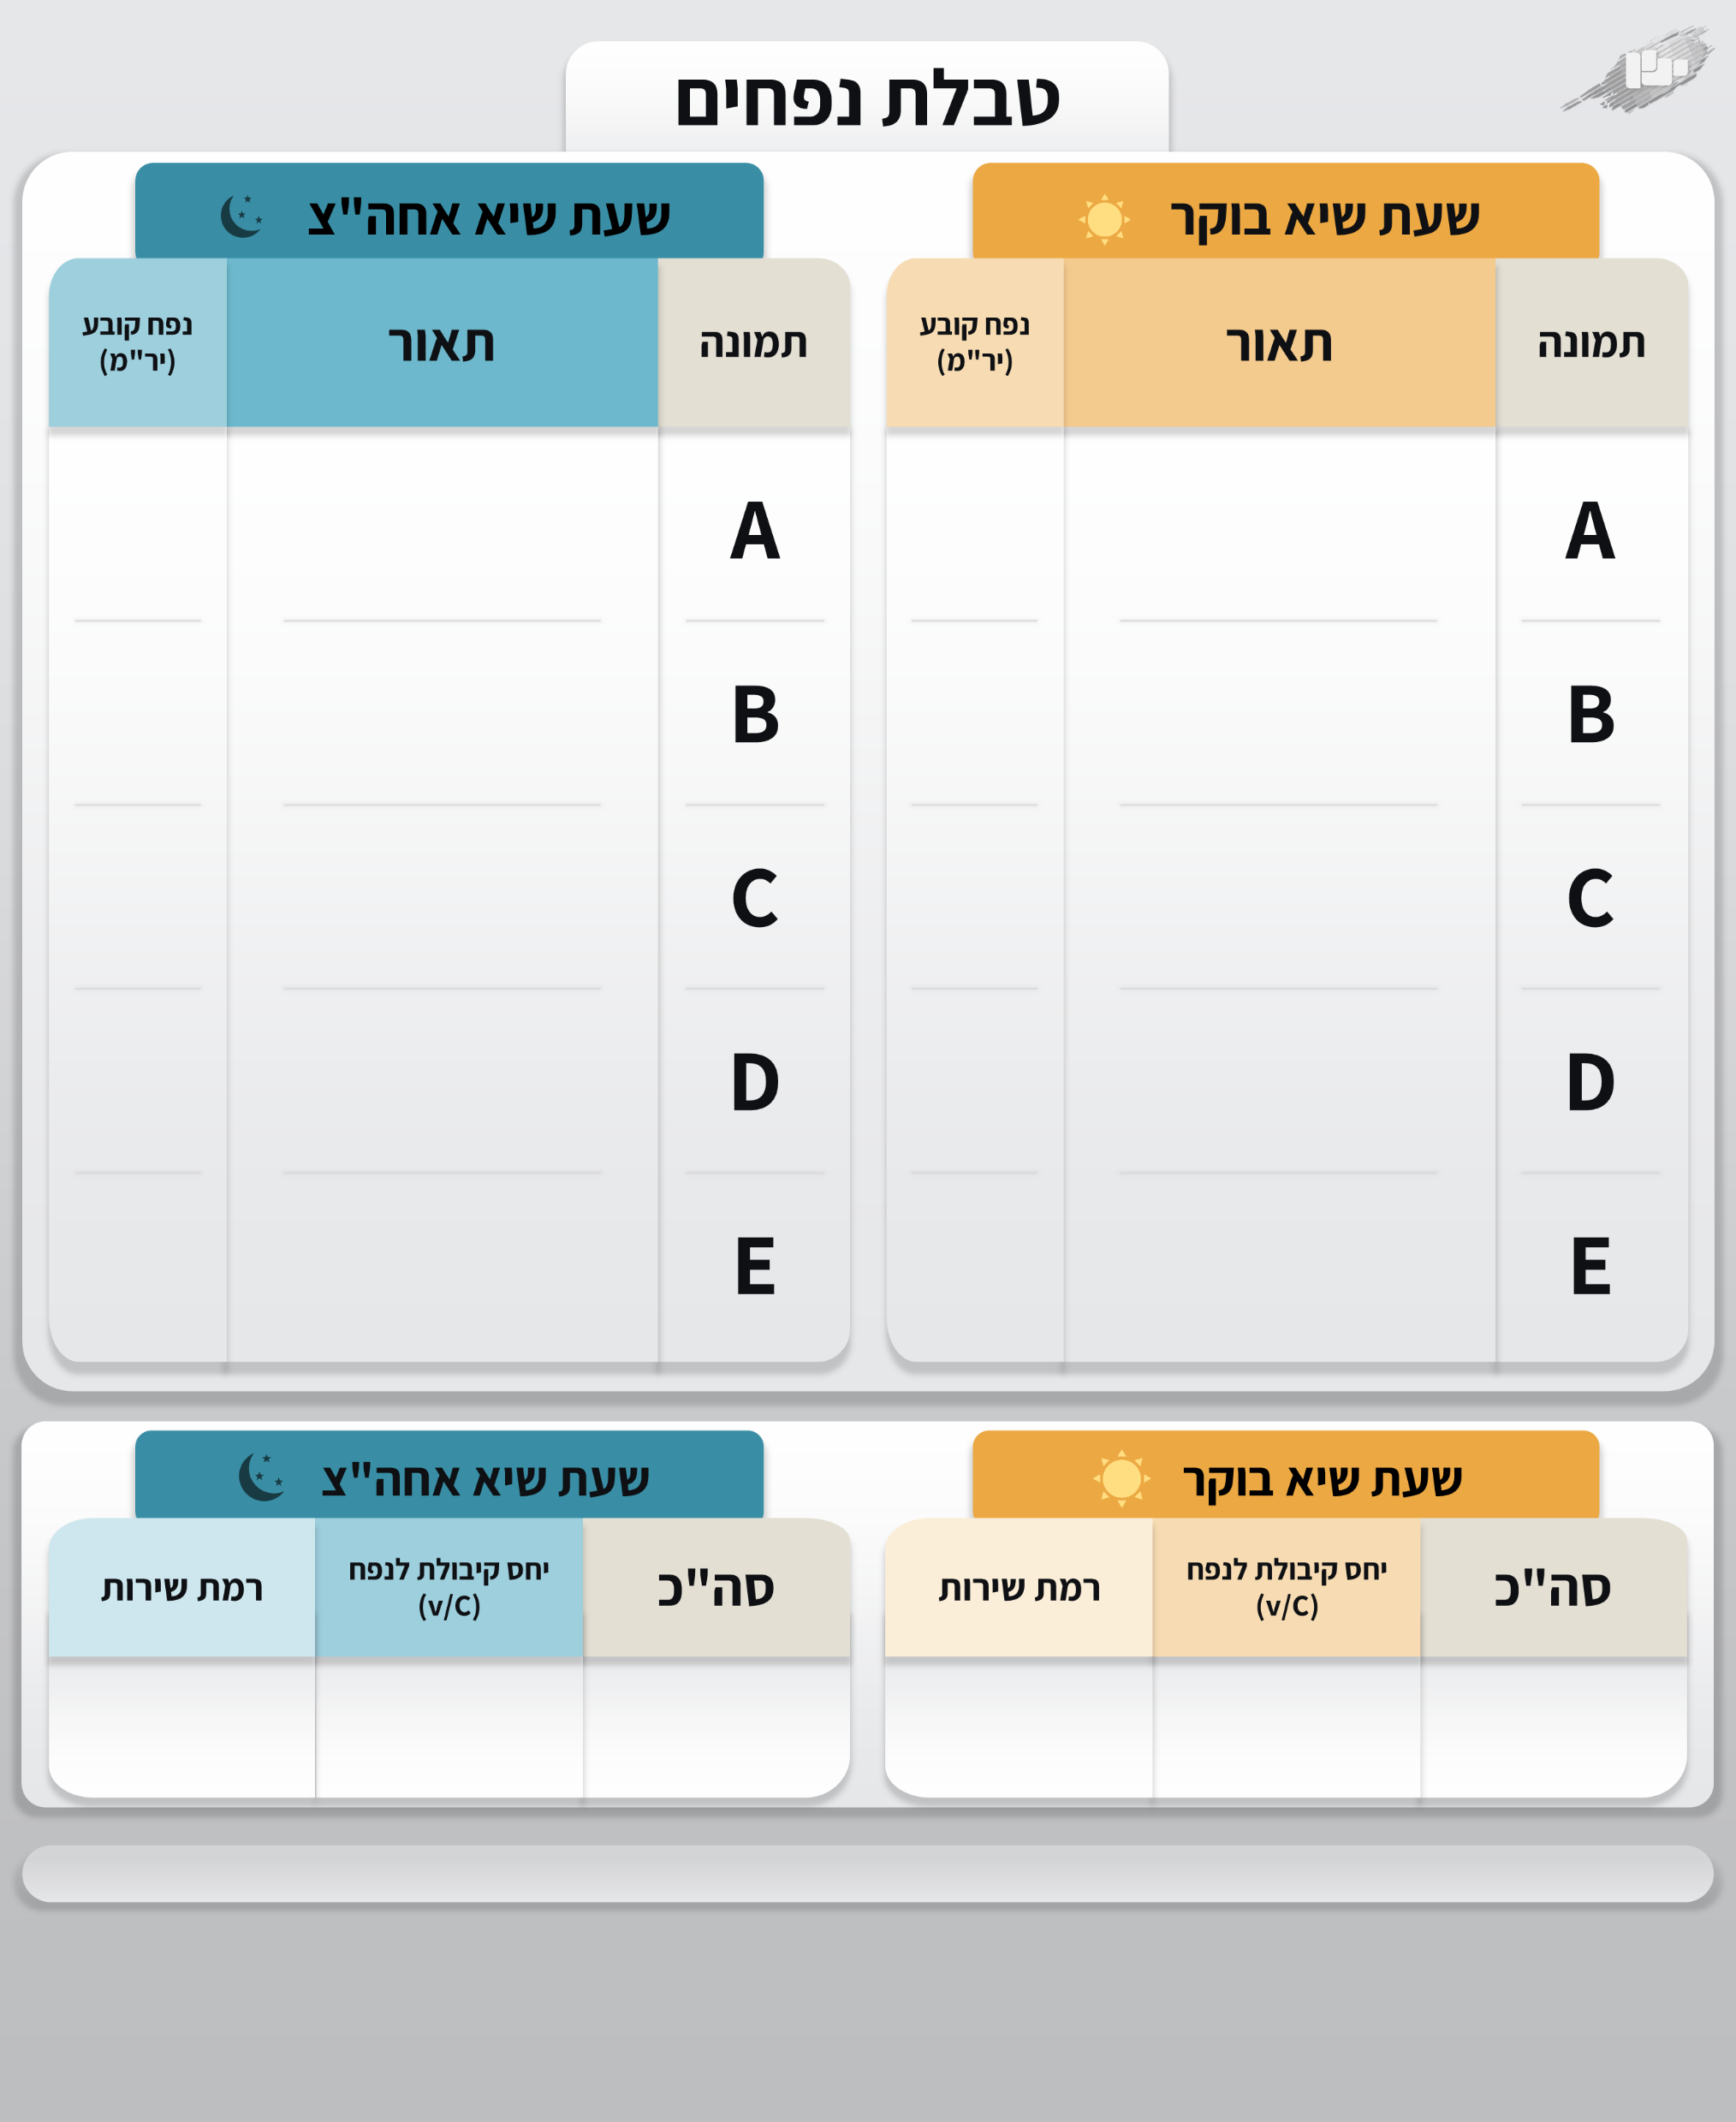 טבלת נפחים
שעת שיא בוקר
תמונה
תאור
נפח קובע
(יר"מ)
A
B
C
D
E
שעת שיא אחה"צ
תמונה
תאור
נפח קובע
(יר"מ)
A
B
C
D
E
שעת שיא בוקר
סה"כ
יחס קיבולת לנפח
(v/C)
רמת שירות
שעת שיא אחה"צ
סה"כ
יחס קיבולת לנפח
(v/C)
רמת שירות